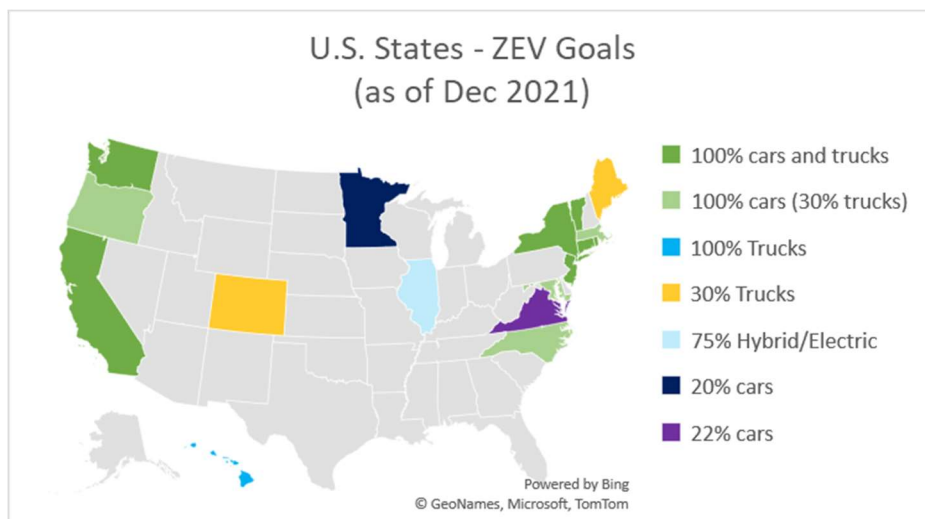 U.S. States - ZEV Goals
(as of Dec 2021)
100% cars and trucks
100% cars (30% trucks)
100% Trucks
30% Trucks
75% Hybrid/Electric
20% cars
22% cars
Powered by Bing
© GeoNames, Microsoft, TomTom